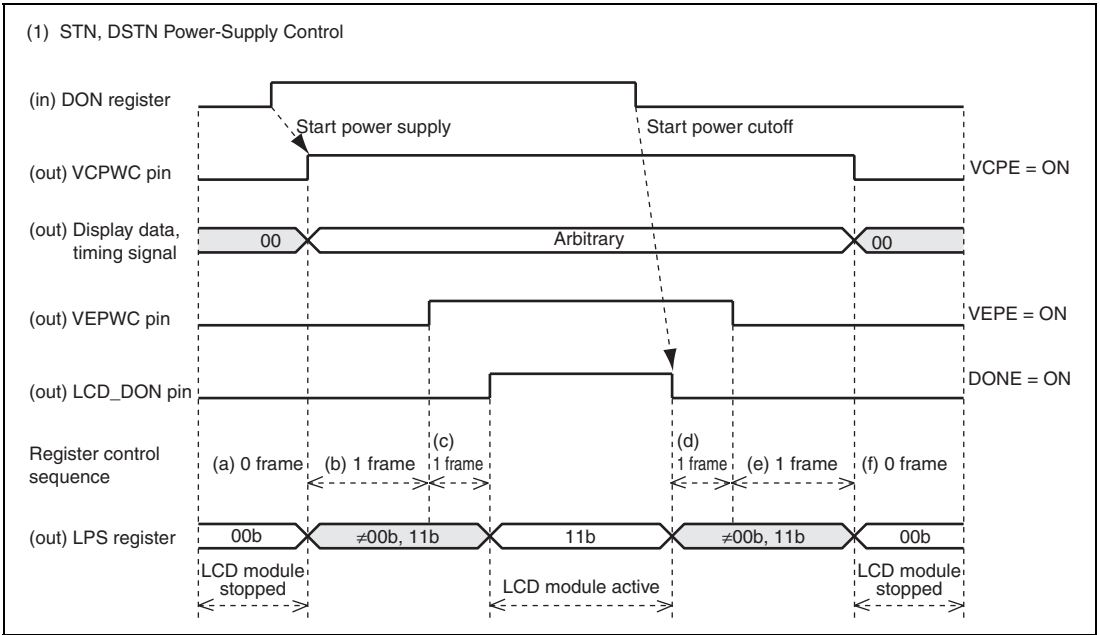 (1) STN, DSTN Power-Supply Control
(in) DON register
Start power supply
Start power cutoff
(out) VCPWC pin
VCPE = ON
(out) Display data,
timing signal
00
Arbitrary
00
(out) VEPWC pin
VEPE = ON
(out) LCD_DON pin
DONE = ON
Register control
sequence
(a) 0 frame
(b) 1 frame
(c)
1 frame
(d)
1 frame
(e) 1 frame
(f) 0 frame
(out) LPS register
00b
≠00b, 11b
11b
≠00b, 11b
00b
LCD module
stopped
LCD module active
LCD module
stopped